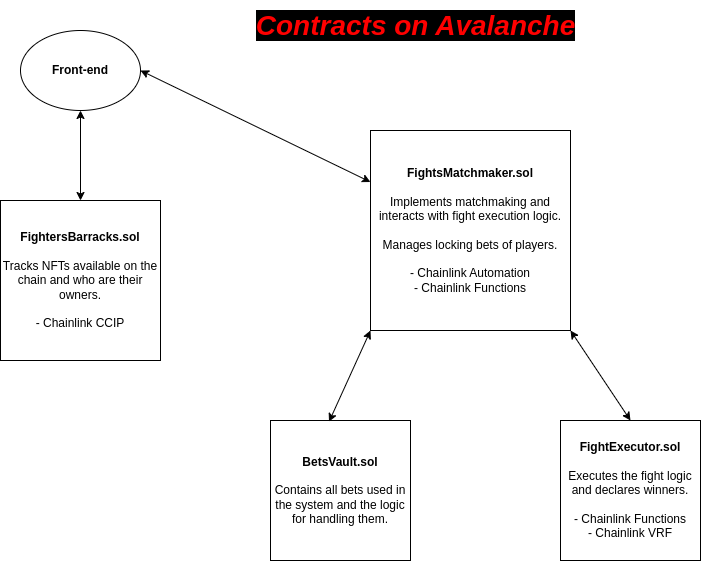 Contracts on Avalanche
Front-end
FightsMatchmaker.sol
Implements matchmaking and
interacts with fight execution logic.
Manages locking bets of players.
- Chainlink Automation
- Chainlink Functions
FightersBarracks.sol
Tracks NFTs available on the
chain and who are their
owners.
- Chainlink CCIP
BetsVault.sol
Contains all bets used in
the system and the logic
for handling them.
FightExecutor.sol
Executes the fight logic
and declares winners.
- Chainlink Functions
- Chainlink VRF